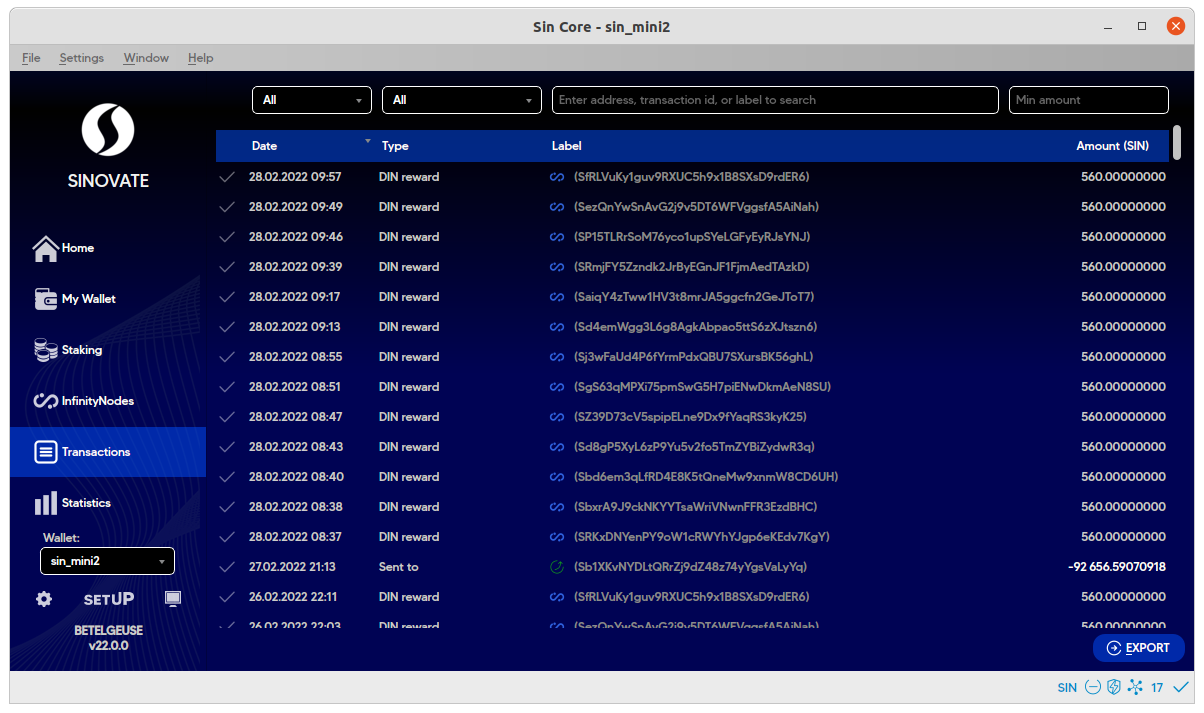 Sin Core - sin_mini2
File Settings Window Help
All All Enter address, transaction id, or label to search Min amount
SINOVATE
Home
My Wallet
Staking
InfinityNodes
Transactions
Statistics
Wallet:
sin_mini2
SETUP
BETELGEUSE
v22.0.0
Date Type Label Amount (SIN)
28.02.2022 09:57 DIN reward (SfRLVuKy1guv9RXUC5h9x1B8SXsD9rdER6) 560.00000000
28.02.2022 09:49 DIN reward (SezQnYwSnAvG2j9v5DT6WFVggsfA5AiNah) 560.00000000
28.02.2022 09:46 DIN reward (SP15TLRrSoM76yco1upSYeLGFyEyRJsYNJ) 560.00000000
28.02.2022 09:39 DIN reward (SRmjFY5Zzndk2JrByEGnJF1FjmAedTAzkD) 560.00000000
28.02.2022 09:17 DIN reward (SaiqY4zTww1HV3t8mrJA5ggcfn2GeJToT7) 560.00000000
28.02.2022 09:13 DIN reward (Sd4emWgg3L6g8AgkAbpao5ttS6zXJtszn6) 560.00000000
28.02.2022 08:55 DIN reward (Sj3wFaUd4P6fYrmPdxQBU7SXursBK56ghL) 560.00000000
28.02.2022 08:51 DIN reward (SgS63qMPXi75pmSwG5H7piENwDkmAeN8SU) 560.00000000
28.02.2022 08:47 DIN reward (SZ39D73cV5spipELne9Dx9fYaqRS3kyK25) 560.00000000
28.02.2022 08:43 DIN reward (Sd8gP5XyL6zP9Yu5v2fo5TmZYBiZydwR3q) 560.00000000
28.02.2022 08:40 DIN reward (Sbd6em3qLfRD4E8K5tQneMw9xnmW8CD6UH) 560.00000000
28.02.2022 08:38 DIN reward (SbxrA9J9ckNKYYTsaWriVNwnFFR3EzdBHC) 560.00000000
28.02.2022 08:37 DIN reward (SRKxDNYenPY9oW1cRWYhYJgp6eKEdv7KgY) 560.00000000
27.02.2022 21:13 Sent to (Sb1XKvNYDLtQRrZj9dZ48z74yYgsVaLyYq) -92 656.59070918
26.02.2022 22:11 DIN reward (SfRLVuKy1guv9RXUC5h9x1B8SXsD9rdER6) 560.00000000
26.02.2022 22:03 DIN reward (SezQnYwSnAvG2j9v5DT6WFVggsfA5AiNah) 560.00000000
EXPORT
SIN 17